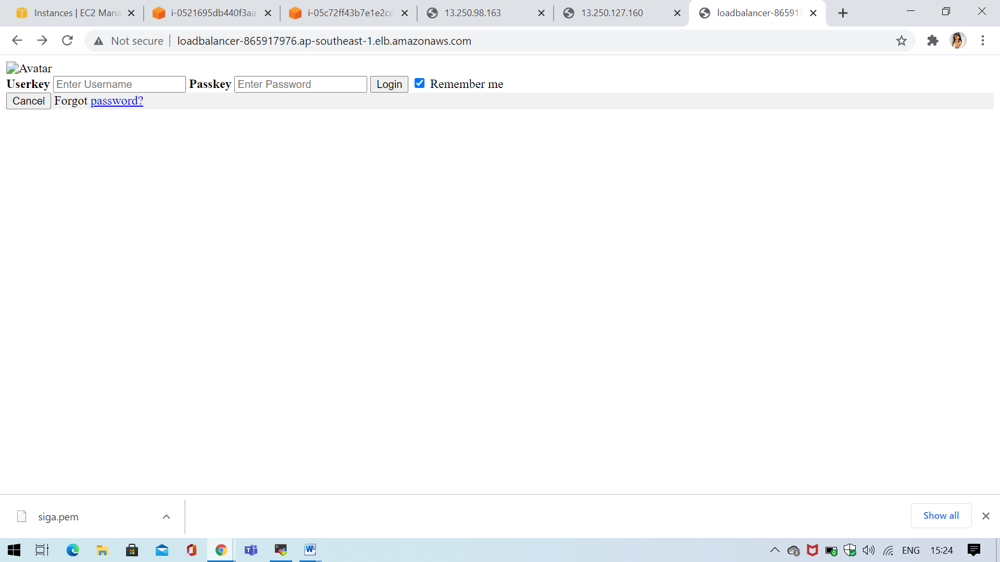 Instances | EC2 Mana
i-0521695db440f3aa
i-05c72ff43b7e1e2cc
13.250.98.163
13.250.127.160
loadbalancer-865917
Not secure
loadbalancer-865917976.ap-southeast-1.elb.amazonaws.com
Avatar
Userkey Enter Username Passkey Enter Password Login Remember me
Cancel Forgot password?
siga.pem
Show all
ENG 15:24